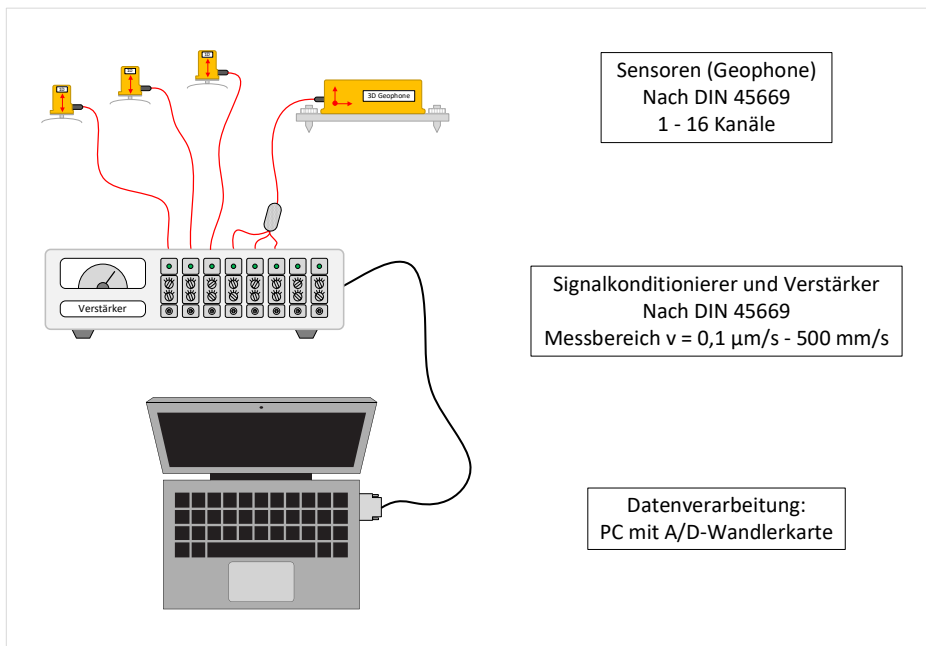 Sensoren (Geophone)
Nach DIN 45669
1 - 16 Kanäle
3D Geophone
Signalkonditionierer und Verstärker
Nach DIN 45669
Messbereich v = 0,1 µm/s - 500 mm/s
Verstärker
Datenverarbeitung:
PC mit A/D-Wandlerkarte